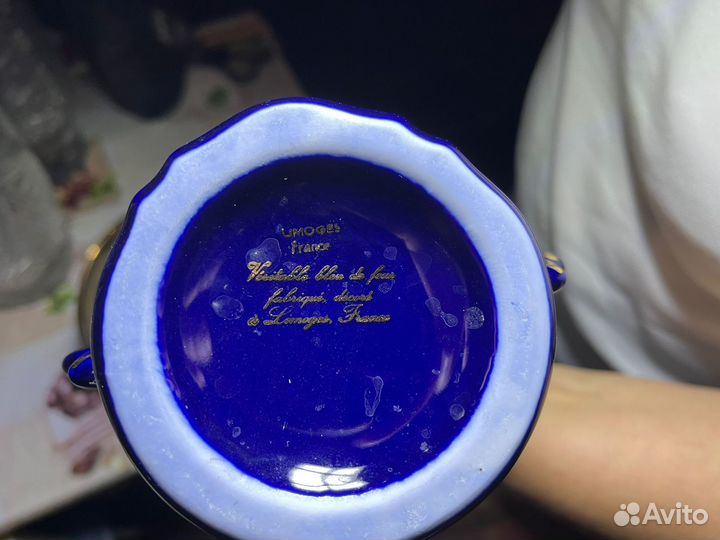 LIMOGES
france
Véritable bleu de four
fabriqué, décoré
à Limoges, France
Avito